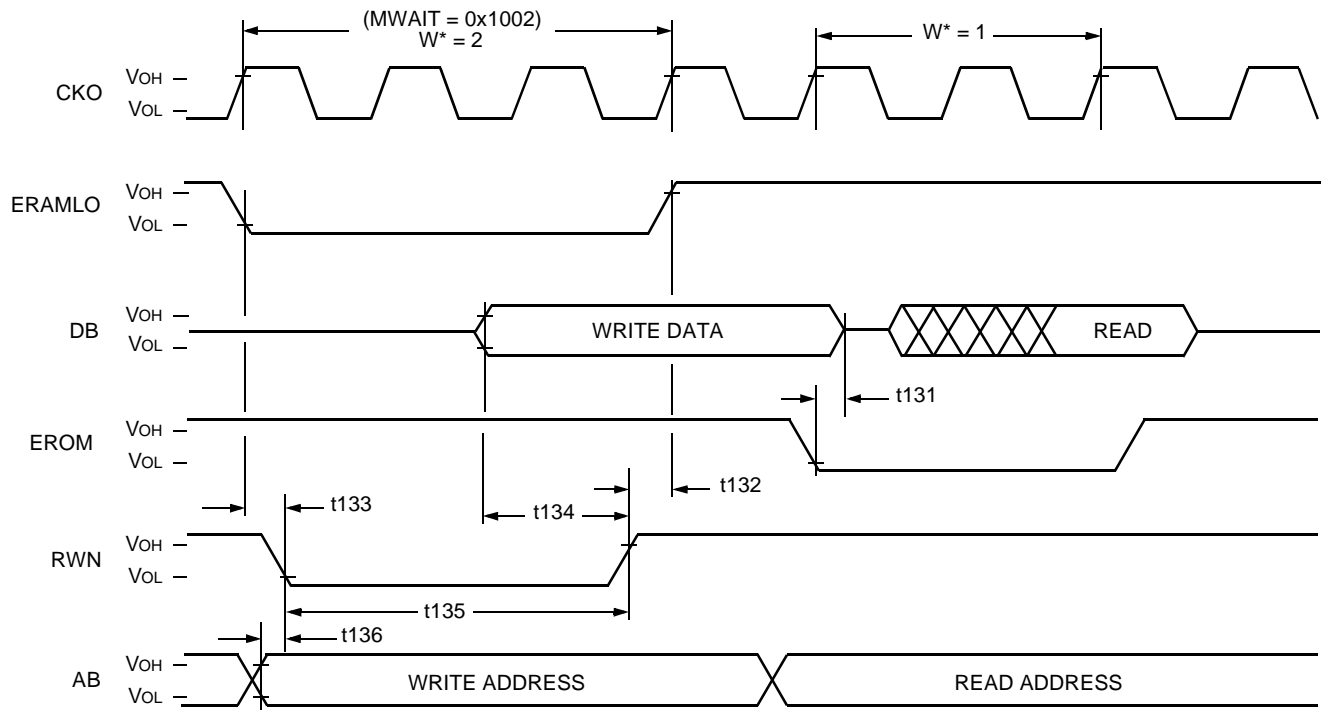 (MWAIT = 0x1002)
W* = 2
W* = 1
CKO
VOH
VOL
ERAMLO
VOH
VOL
DB
VOH
VOL
WRITE DATA
READ
t131
EROM
VOH
VOL
t132
t133
t134
RWN
VOH
VOL
t135
t136
AB
VOH
VOL
WRITE ADDRESS
READ ADDRESS